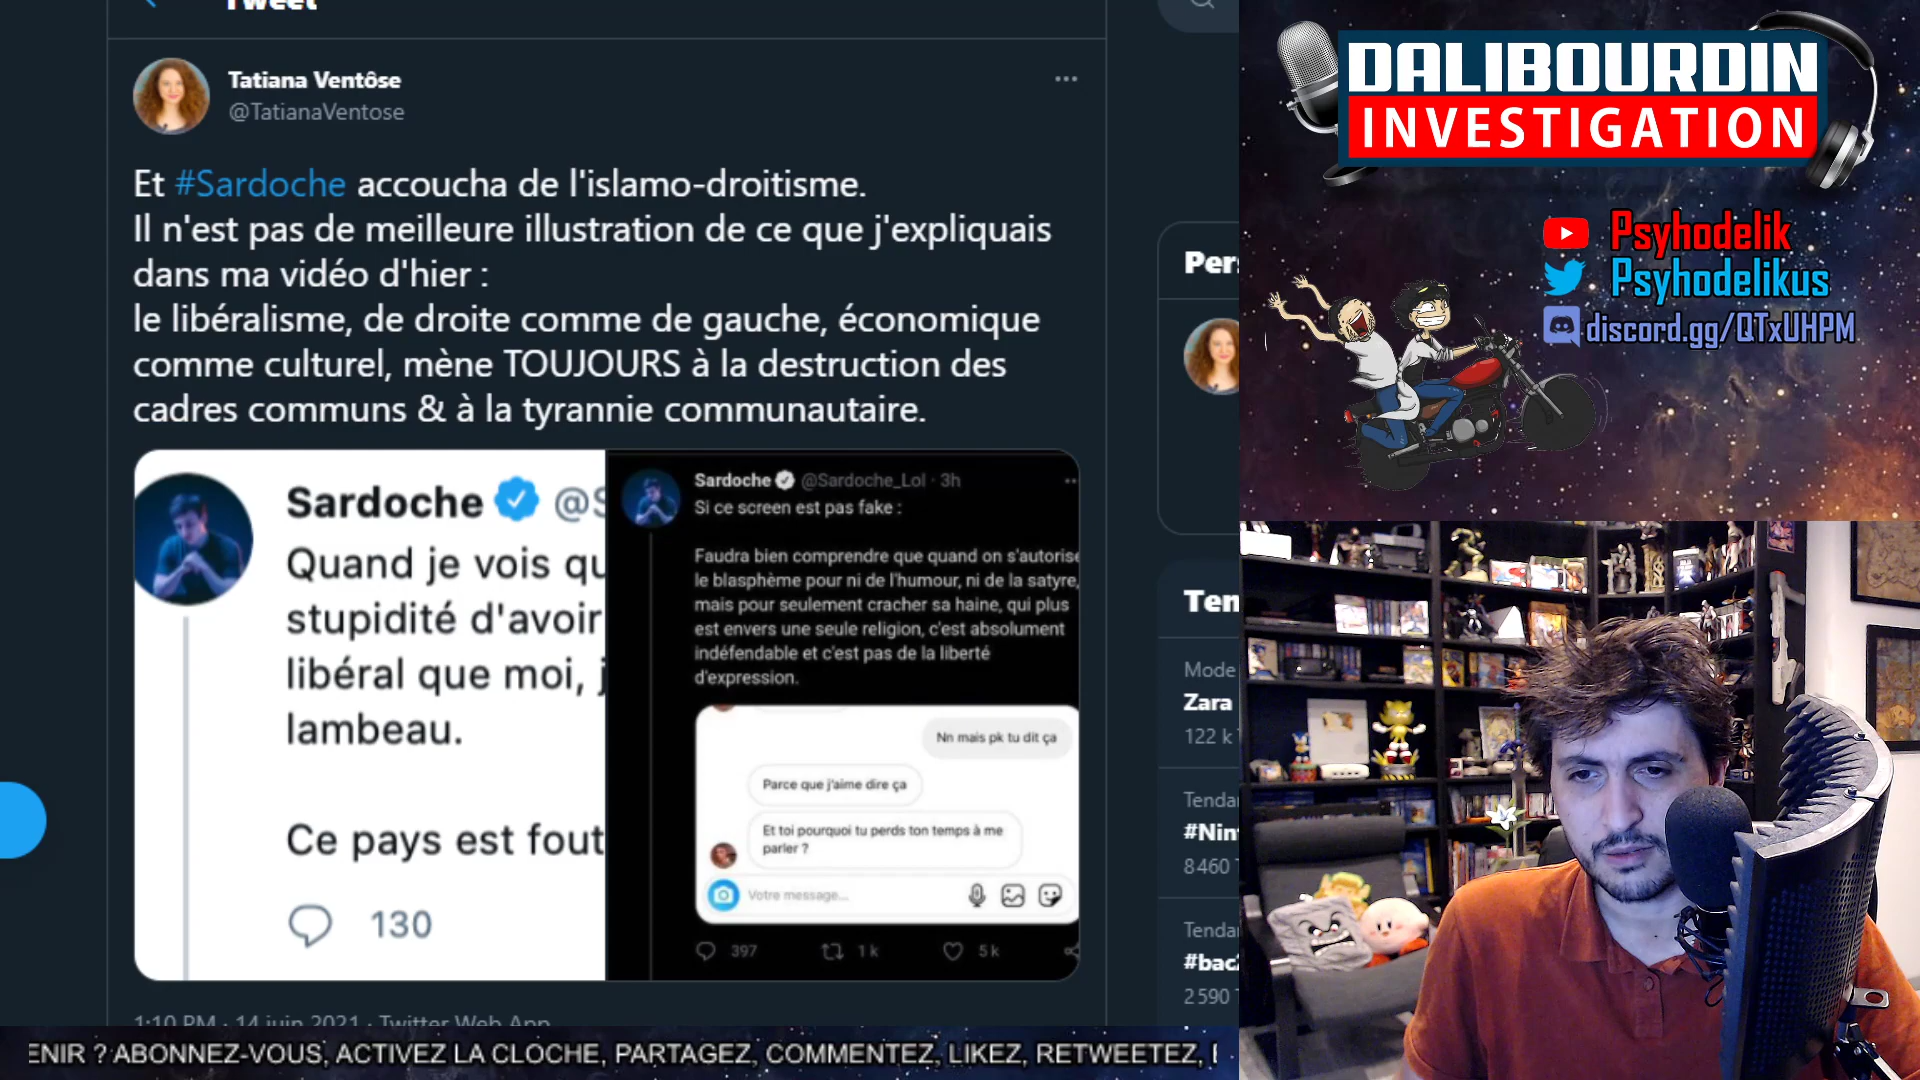 Tweet
Tatiana Ventôse
@TatianaVentose
Et #Sardoche accoucha de l'islamo-droitisme.
Il n'est pas de meilleure illustration de ce que j'expliquais
dans ma vidéo d'hier :
le libéralisme, de droite comme de gauche, économique
comme culturel, mène TOUJOURS à la destruction des
cadres communs & à la tyrannie communautaire.
Sardoche @S
Quand je vois qu
stupidité d'avoir
libéral que moi, j
lambeau.
Ce pays est fout
130
Sardoche @Sardoche_Lol · 3h
Si ce screen est pas fake :
Faudra bien comprendre que quand on s'autorise
le blasphème pour ni de l'humour, ni de la satyre,
mais pour seulement cracher sa haine, qui plus
est envers une seule religion, c'est absolument
indéfendable et c'est pas de la liberté
d'expression.
Nn mais pk tu dit ça
Parce que j'aime dire ça
Et toi pourquoi tu perds ton temps à me
parler ?
Votre message...
397 1 k 5 k
1:10 PM · 14 juin 2021 · Twitter Web App
Per
Ten
Mode
Zara
122 k
Tenda
#Nin
8 460
Tenda
#bac2
2 590
DALIBOURDIN
INVESTIGATION
Psyhodelik
Psyhodelikus
discord.gg/QTxUHPM
ENIR ? ABONNEZ-VOUS, ACTIVEZ LA CLOCHE, PARTAGEZ, COMMENTEZ, LIKEZ, RETWEETEZ,